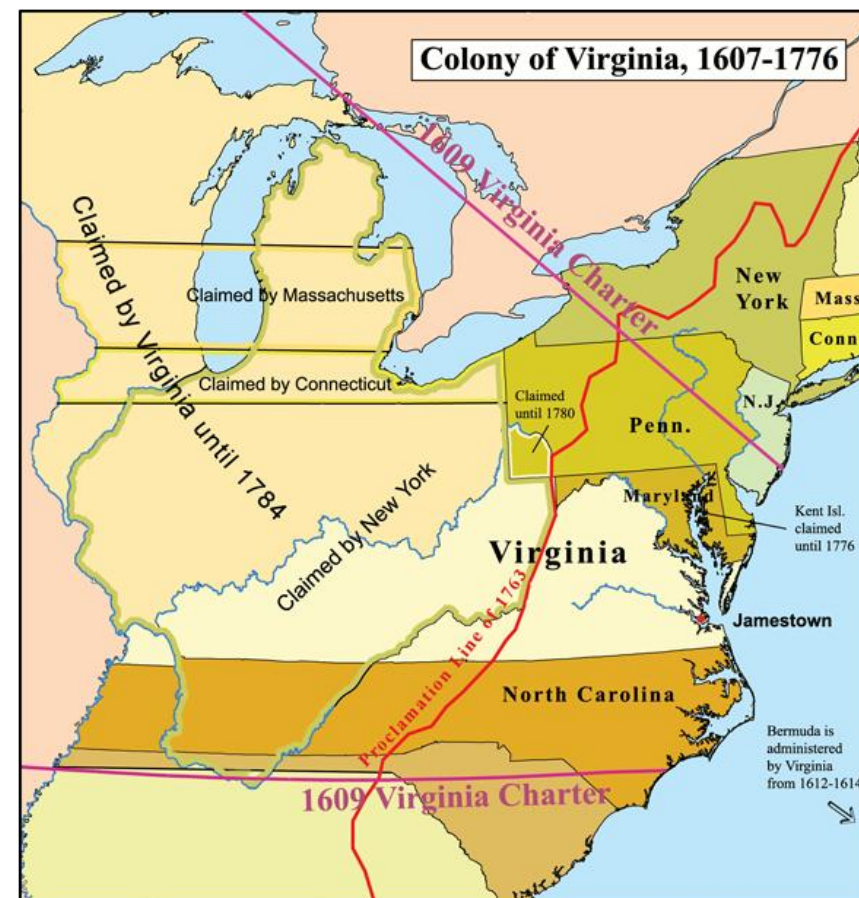 Colony of Virginia, 1607-1776
1609 Virginia Charter
Claimed by Virginia until 1784
Claimed by Massachusetts
Claimed by Connecticut
Claimed by New York
New
York
Mass
Conn
N.J.
Penn.
Claimed
until 1780
Maryland
Kent Isl.
claimed
until 1776
Virginia
Jamestown
Proclamation Line of 1763
North Carolina
Bermuda is
administered
by Virginia
from 1612-1614
1609 Virginia Charter